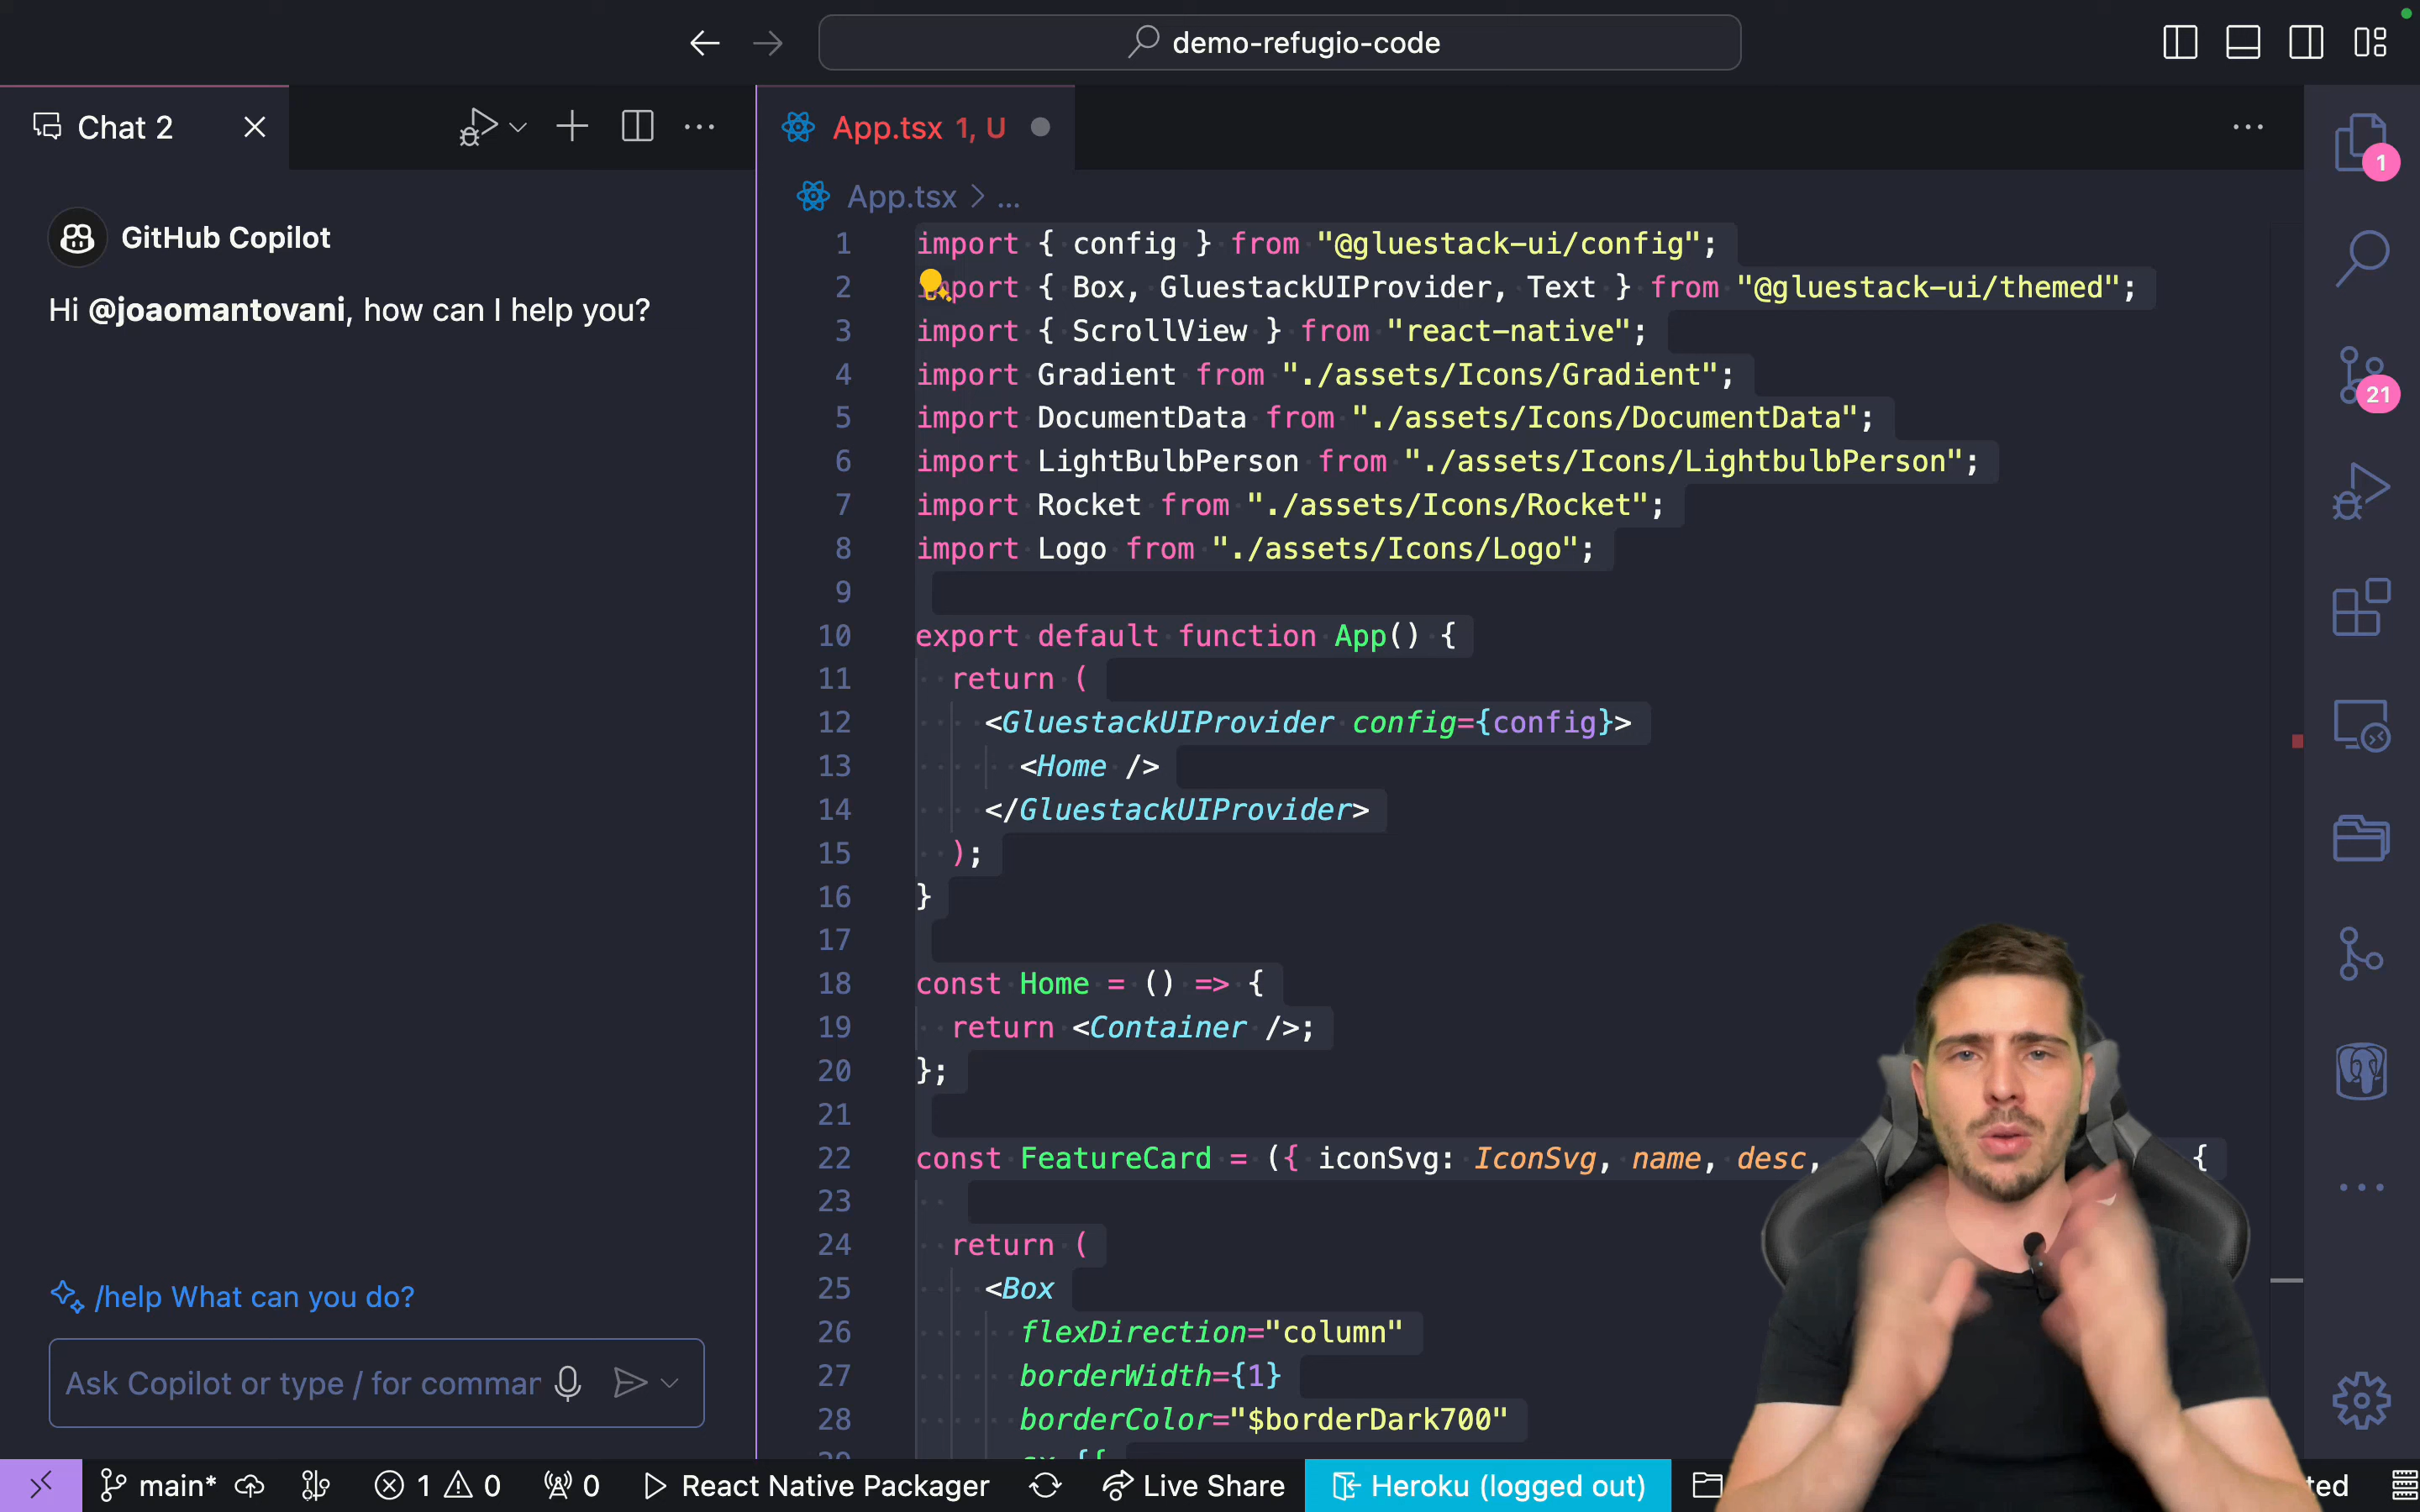 demo-refugio-code
Chat 2
App.tsx 1, U
1
App.tsx > ...
GitHub Copilot
Hi @joaomantovani, how can I help you?
21
1 import { config } from "@gluestack-ui/config";
2 import { Box, GluestackUIProvider, Text } from "@gluestack-ui/themed";
3 import { ScrollView } from "react-native";
4 import Gradient from "./assets/Icons/Gradient";
5 import DocumentData from "./assets/Icons/DocumentData";
6 import LightBulbPerson from "./assets/Icons/LightbulbPerson";
7 import Rocket from "./assets/Icons/Rocket";
8 import Logo from "./assets/Icons/Logo";
9
10 export default function App() {
11 return (
12 <GluestackUIProvider config={config}>
13 <Home />
14 </GluestackUIProvider>
15 );
16 }
17
18 const Home = () => {
19 return <Container />;
20 };
21
22 const FeatureCard = ({ iconSvg: IconSvg, name, desc, {
23
24 return (
25 <Box
26 flexDirection="column"
27 borderWidth={1}
28 borderColor="$borderDark700"
/help What can you do?
Ask Copilot or type / for commar
main* 1 0 0 React Native Packager Live Share Heroku (logged out) ted